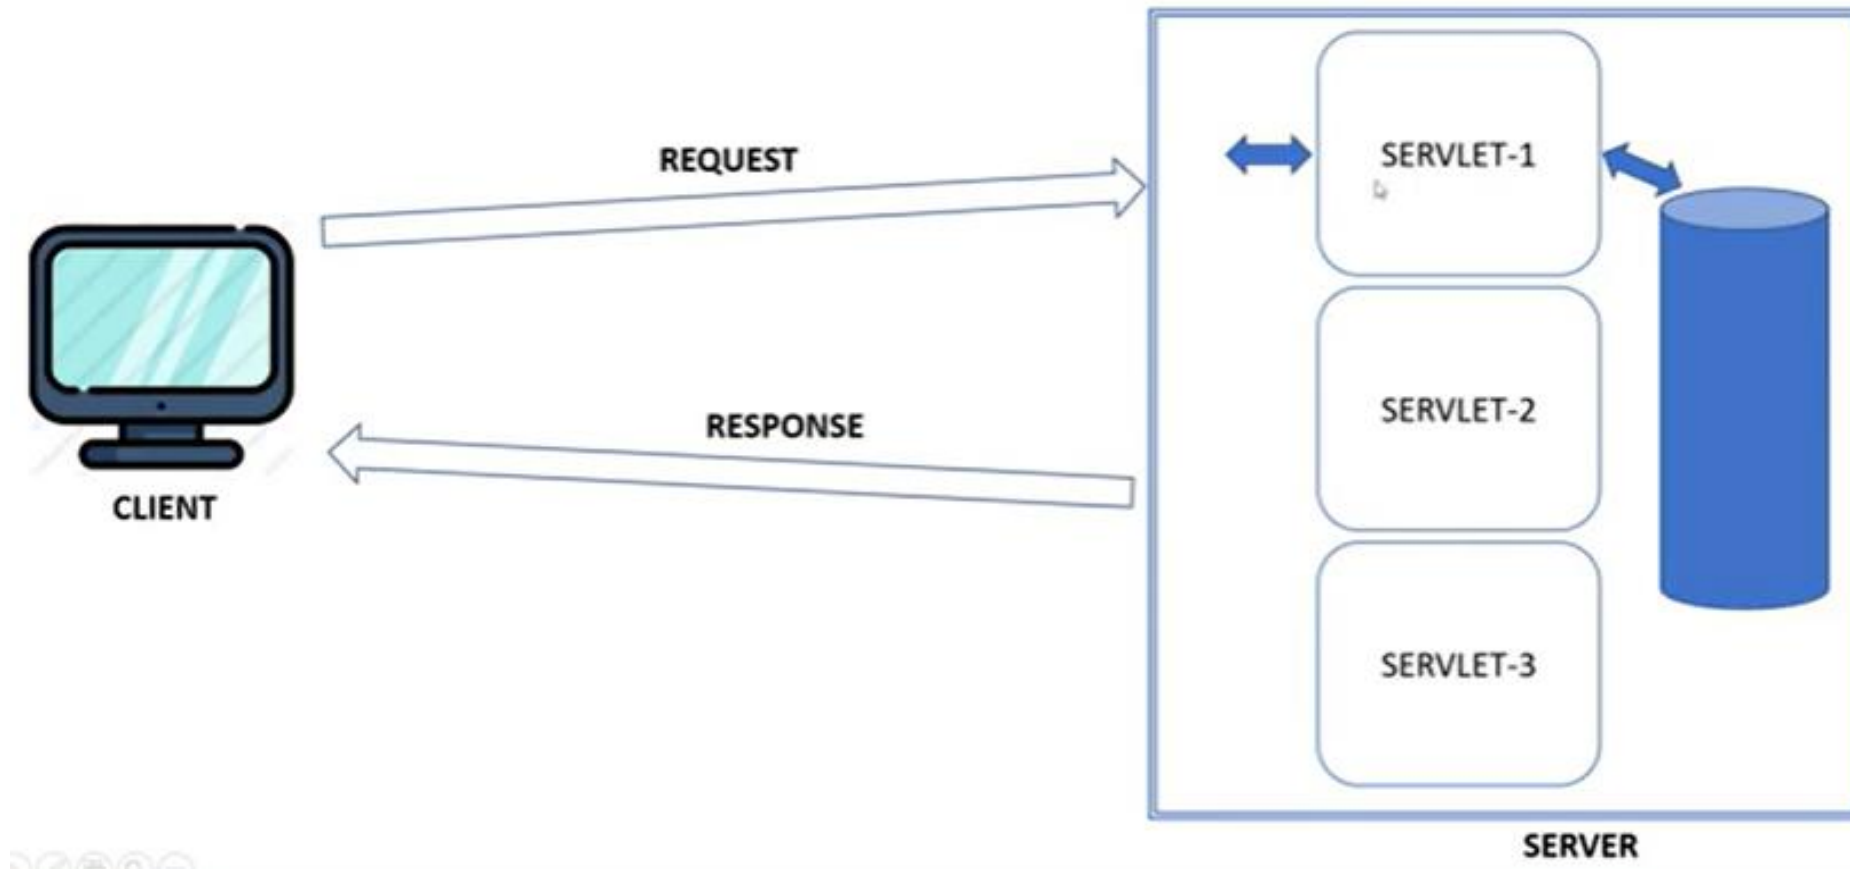 REQUEST
SERVLET-1
RESPONSE
SERVLET-2
CLIENT
SERVLET-3
SERVER